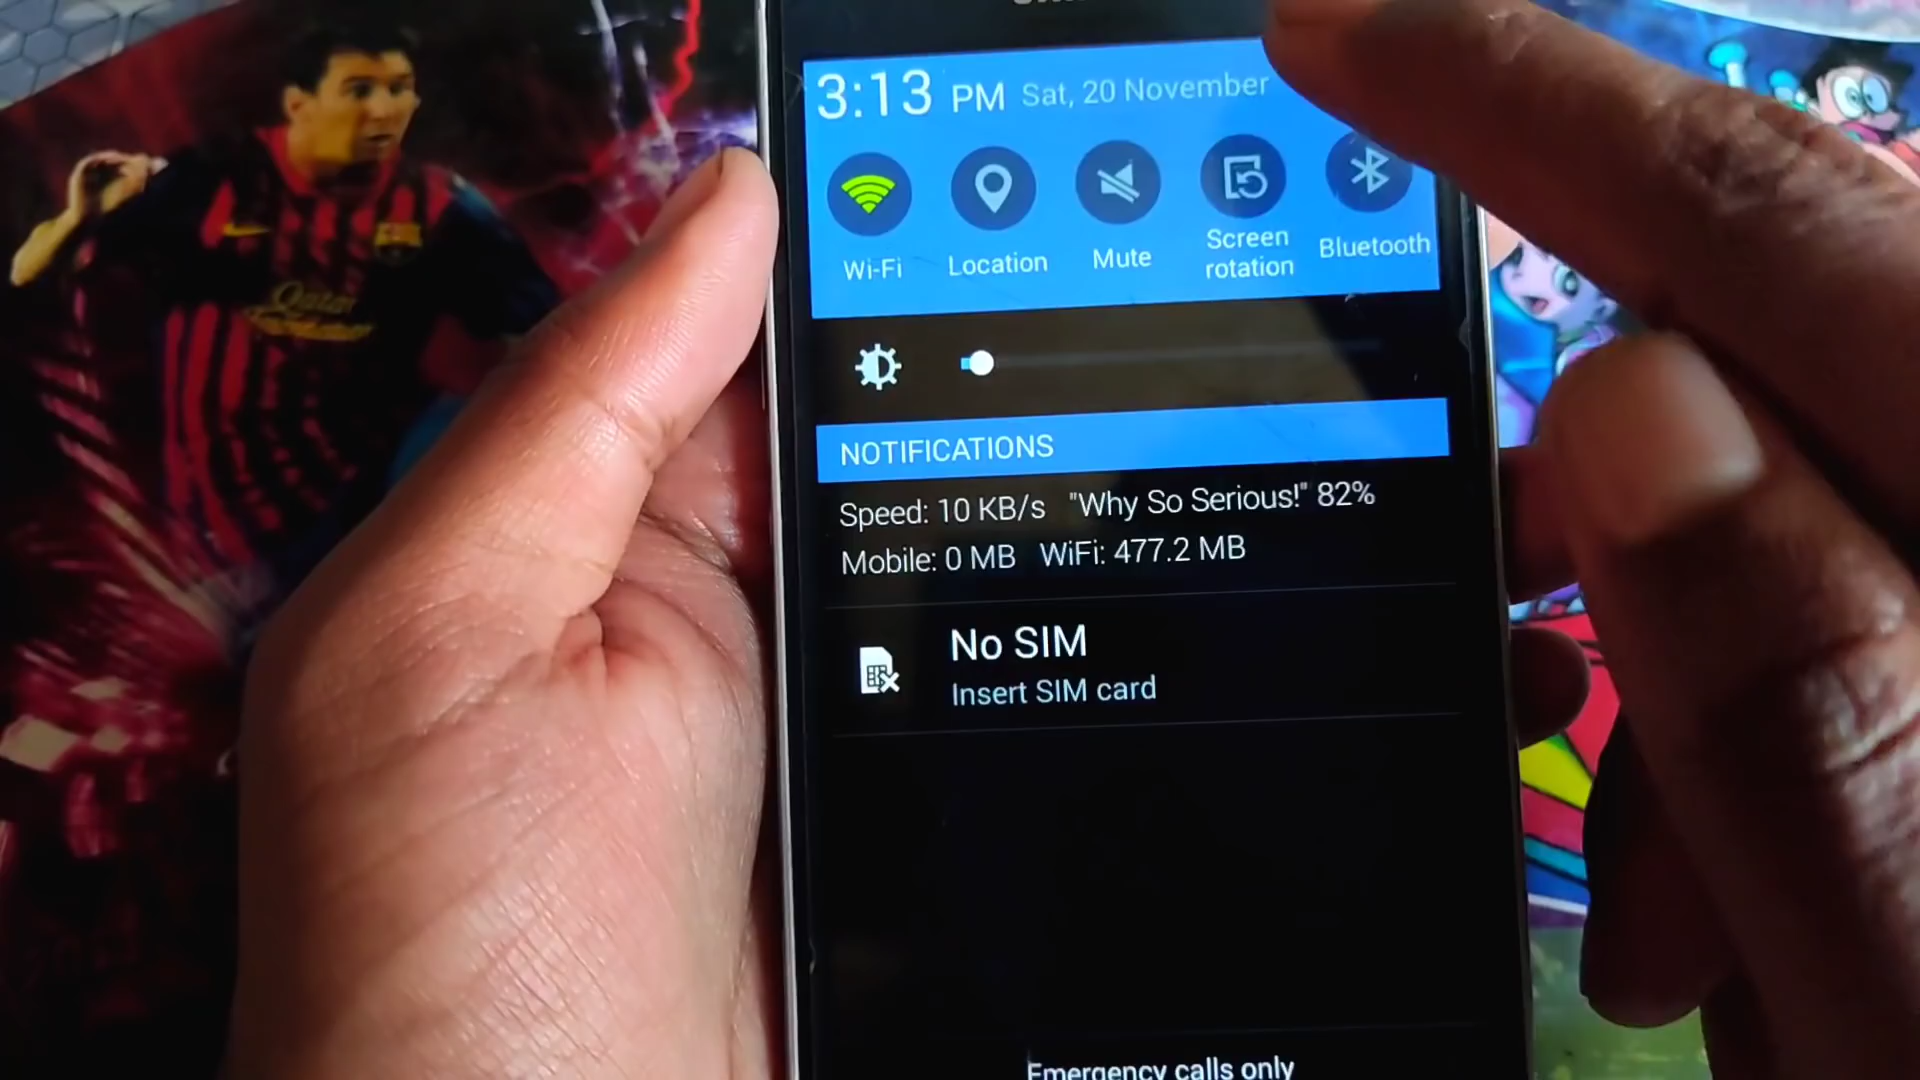 3:13 PM Sat, 20 November
Wi-Fi
Location
Mute
Screen
rotation
Bluetooth
NOTIFICATIONS
Speed: 10 KB/s "Why So Serious!" 82%
Mobile: 0 MB WiFi: 477.2 MB
No SIM
Insert SIM card
Emergency calls only
Qatar